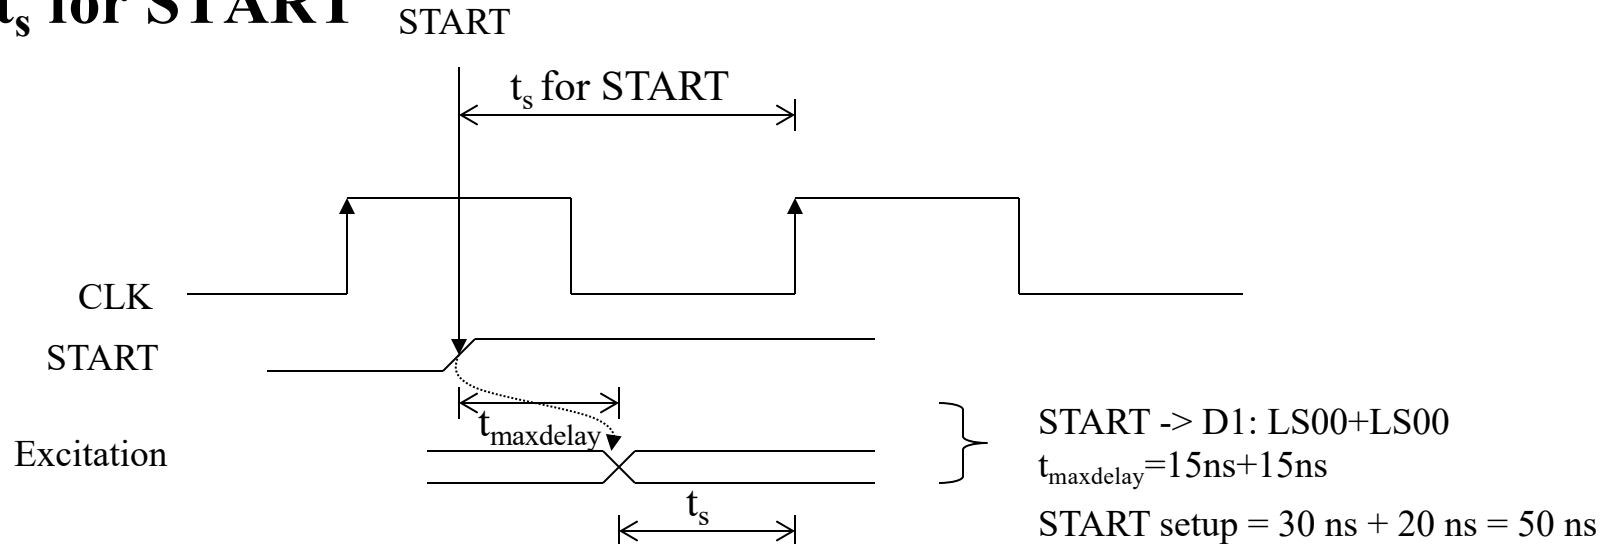 ts for START
START
ts for START
CLK
START
tmaxdelay
Excitation
ts
START -> D1: LS00+LS00
tmaxdelay=15ns+15ns
START setup = 30 ns + 20 ns = 50 ns